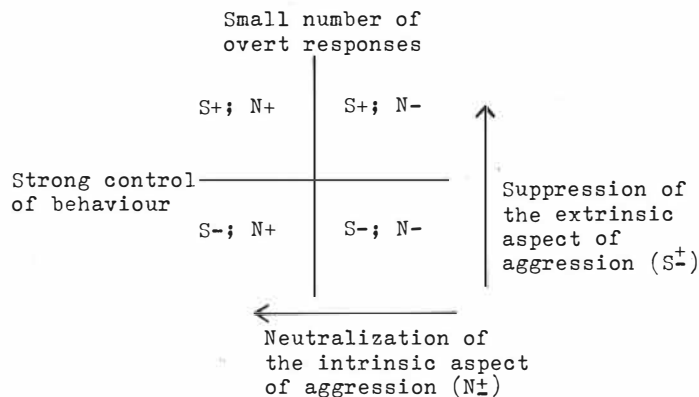 Small number of
overt responses
S+; N+
S+; N-
Strong control
of behaviour
S-; N+
S-; N-
Suppression of
the extrinsic
aspect of
aggression (S±)
Neutralization of
the intrinsic aspect
of aggression (N±)